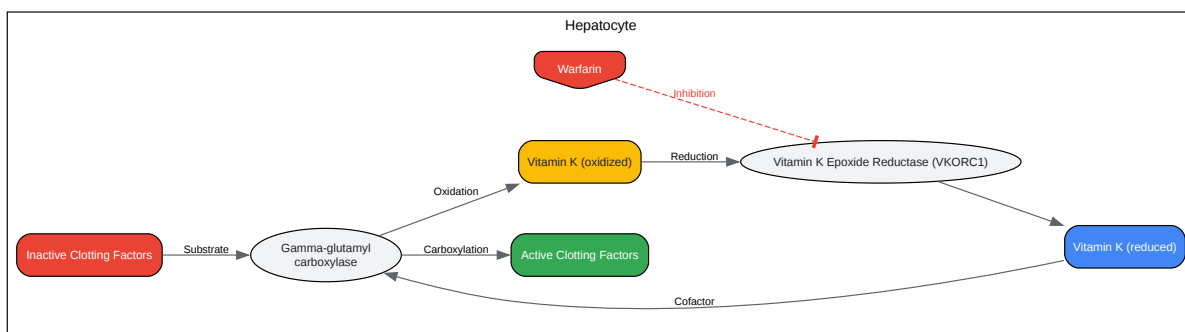 Hepatocyte
Warfarin
Inhibition
Vitamin K (oxidized)
Reduction
Vitamin K Epoxide Reductase (VKORC1)
Oxidation
Inactive Clotting Factors
Substrate
Gamma-glutamyl
carboxylase
Carboxylation
Active Clotting Factors
Vitamin K (reduced)
Cofactor